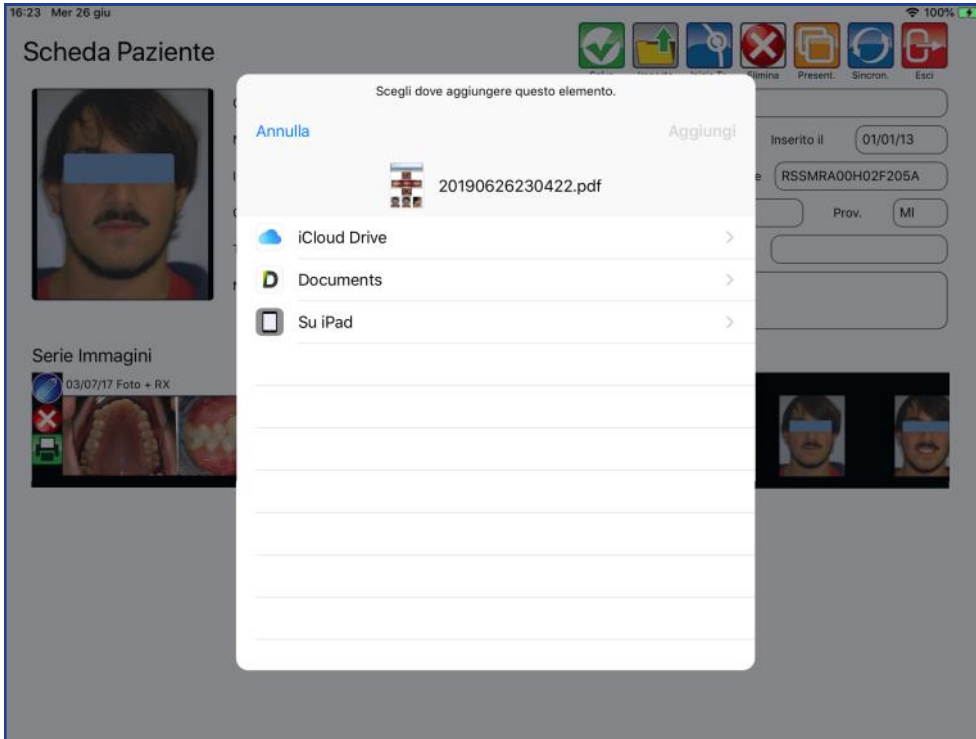 16:23 Mer 26 giu
100%
Scheda Paziente
Elimina Present. Sincron. Esci
Scegli dove aggiungere questo elemento.
Annulla Aggiungi
Inserito il 01/01/13
20190626230422.pdf
RSSMRA00H02F205A
Prov. MI
iCloud Drive
Documents
Su iPad
Serie Immagini
03/07/17 Foto + RX